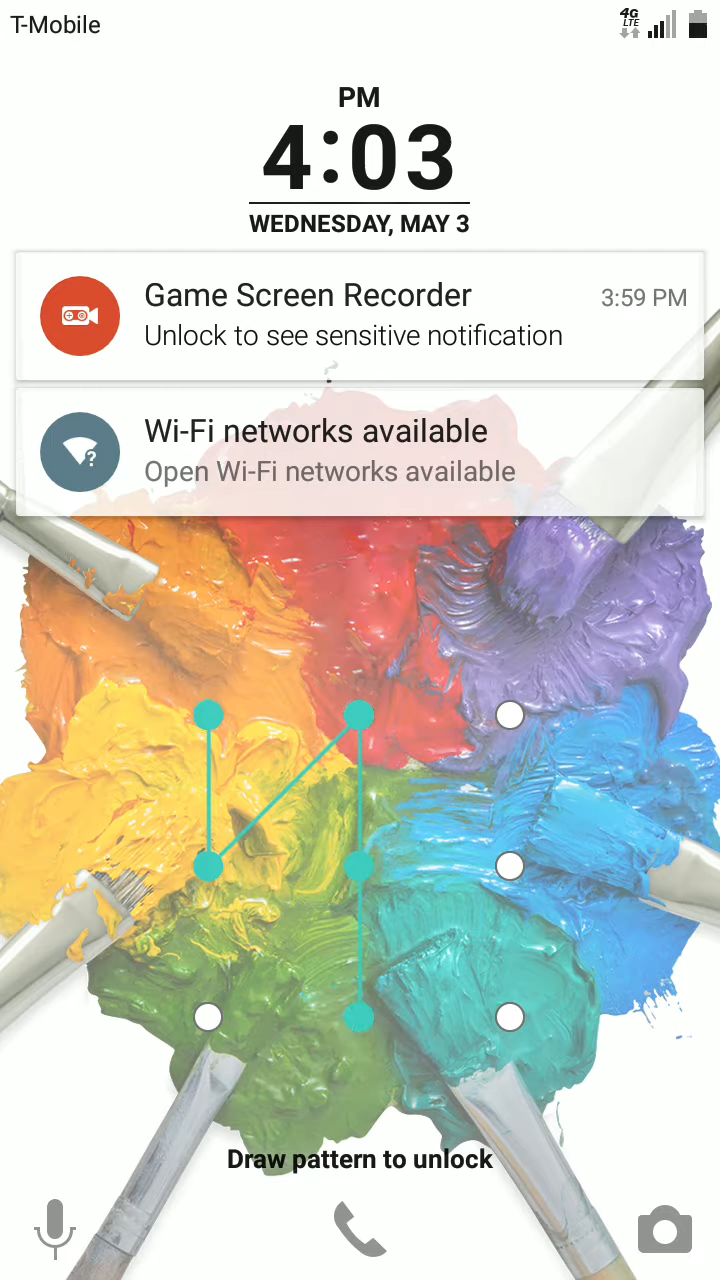 T-Mobile
4G
LTE
PM
4:03
WEDNESDAY, MAY 3
Game Screen Recorder
3:59 PM
Unlock to see sensitive notification
Wi-Fi networks available
Open Wi-Fi networks available
Draw pattern to unlock